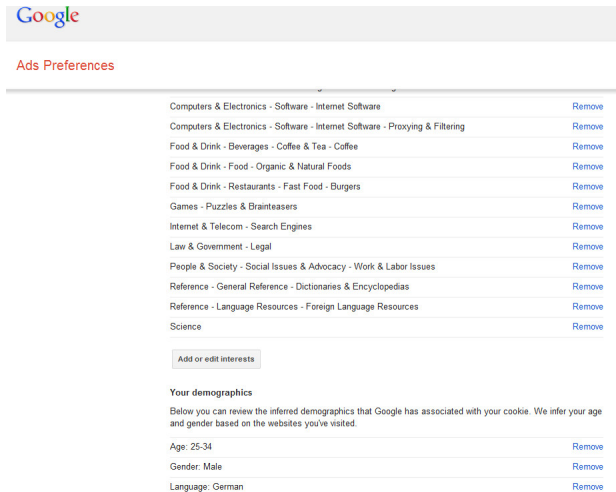 Google
Ads Preferences
Computers & Electronics - Software - Internet Software Remove
Computers & Electronics - Software - Internet Software - Proxying & Filtering Remove
Food & Drink - Beverages - Coffee & Tea - Coffee Remove
Food & Drink - Food - Organic & Natural Foods Remove
Food & Drink - Restaurants - Fast Food - Burgers Remove
Games - Puzzles & Brainteasers Remove
Internet & Telecom - Search Engines Remove
Law & Government - Legal Remove
People & Society - Social Issues & Advocacy - Work & Labor Issues Remove
Reference - General Reference - Dictionaries & Encyclopedias Remove
Reference - Language Resources - Foreign Language Resources Remove
Science Remove
Add or edit interests
Your demographics
Below you can review the inferred demographics that Google has associated with your cookie. We infer your age
and gender based on the websites you've visited.
Age: 25-34 Remove
Gender: Male Remove
Language: German Remove